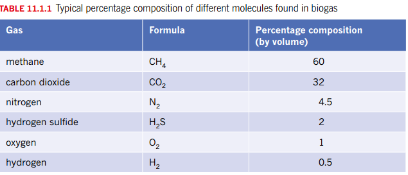 TABLE 11.1.1 Typical percentage composition of different molecules found in biogas
Gas Formula Percentage composition
(by volume)
methane CH₄ 60
carbon dioxide CO₂ 32
nitrogen N₂ 4.5
hydrogen sulfide H₂S 2
oxygen O₂ 1
hydrogen H₂ 0.5